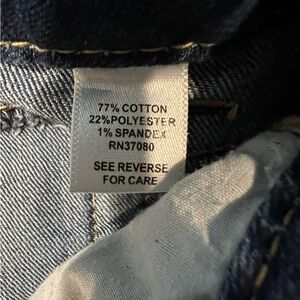 77% COTTON
22%POLYESTER
1% SPANDEX
RN37080
SEE REVERSE
FOR CARE